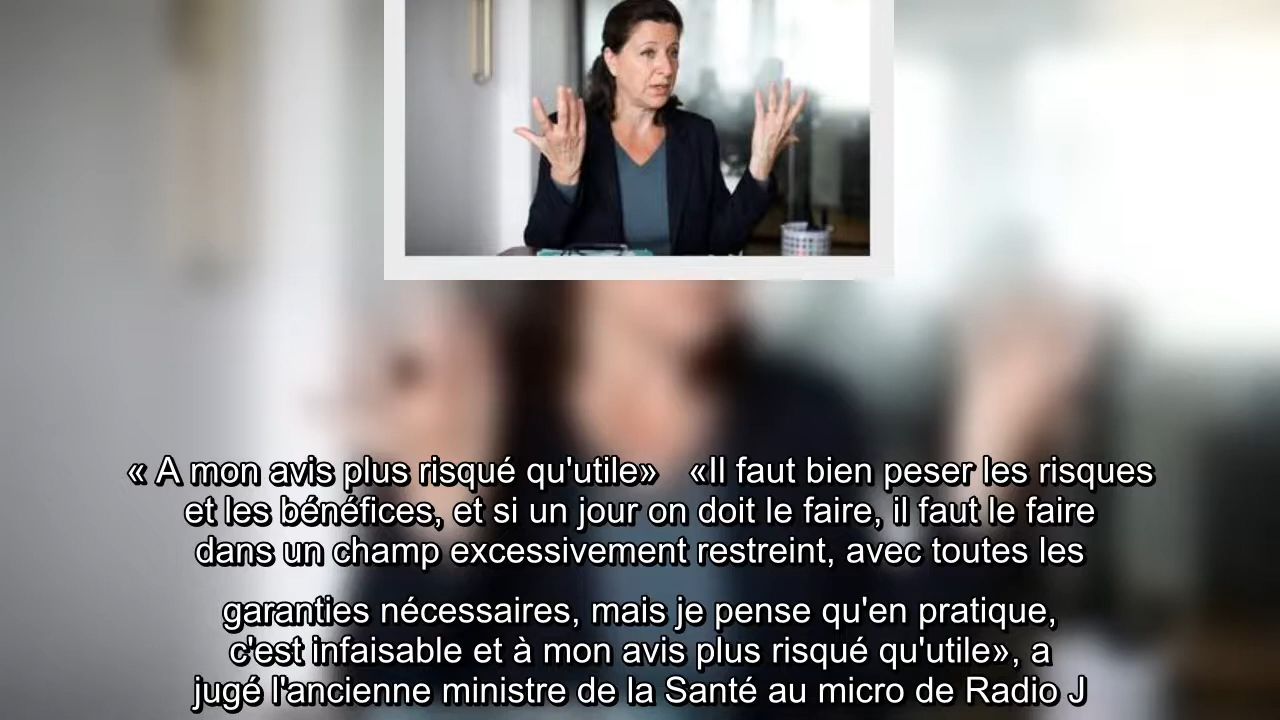 « A mon avis plus risqué qu'utile»   «Il faut bien peser les risques
et les bénéfices, et si un jour on doit le faire, il faut le faire
dans un champ excessivement restreint, avec toutes les
garanties nécessaires, mais je pense qu'en pratique,
c'est infaisable et à mon avis plus risqué qu'utile», a
jugé l'ancienne ministre de la Santé au micro de Radio J